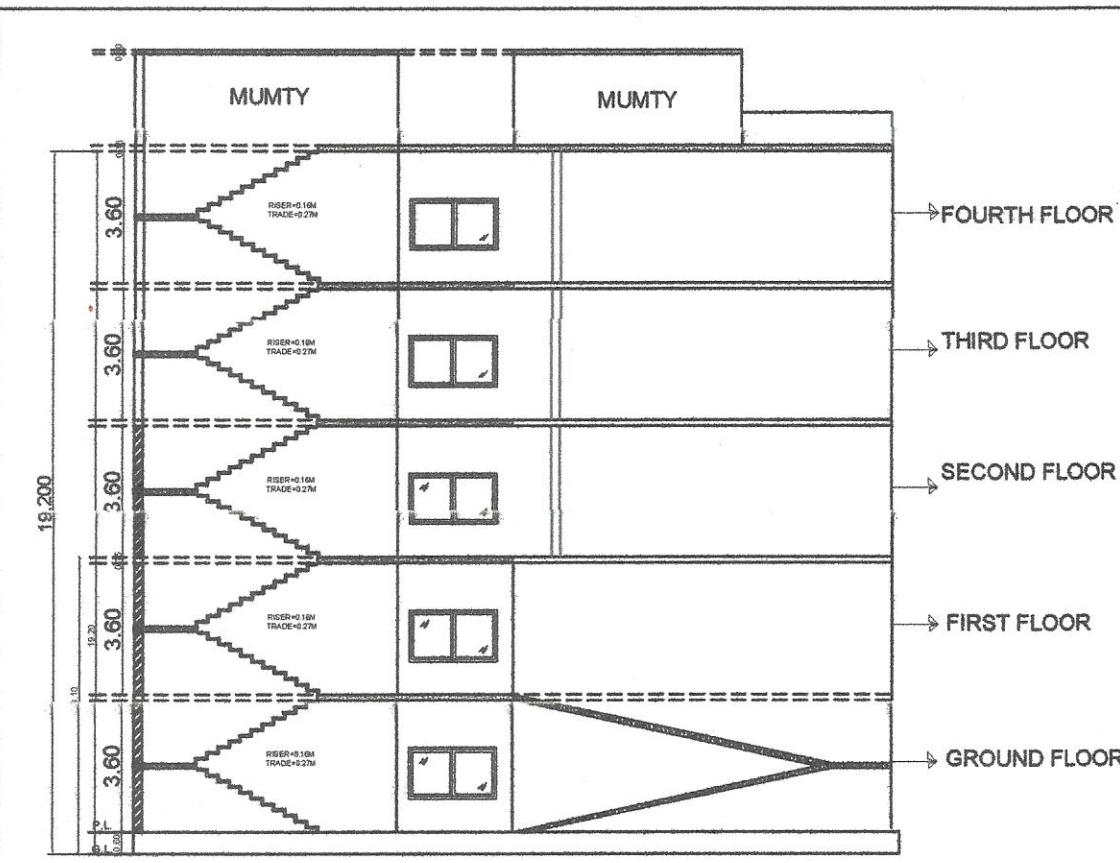 MUMTY
MUMTY
3.60
RISER=0.16M
TRADE=0.27M
FOURTH FLOOR
3.60
RISER=0.16M
TRADE=0.27M
THIRD FLOOR
3.60
RISER=0.16M
TRADE=0.27M
SECOND FLOOR
19.200
3.60
19.20
RISER=0.16M
TRADE=0.27M
FIRST FLOOR
3.60
RISER=0.16M
TRADE=0.27M
GROUND FLOOR
0.60